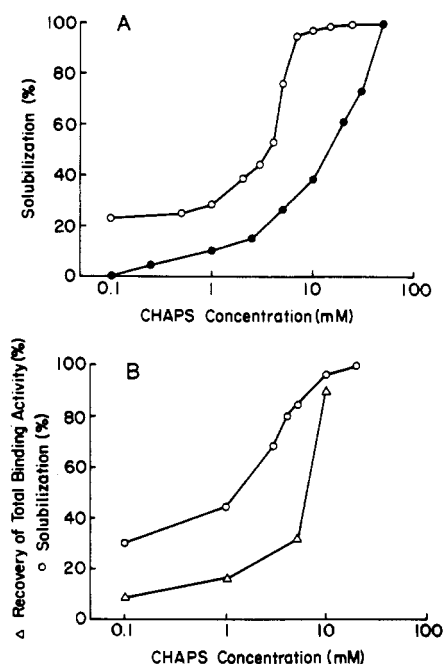 A
100
80
60
40
20
0
Solubilization (%)
0.1 1 10 100
CHAPS Concentration (mM)
B
100
80
60
40
20
0
△ Recovery of Total Binding Activity (%)
○ Solubilization (%)
0.1 1 10 100
CHAPS Concentration (mM)